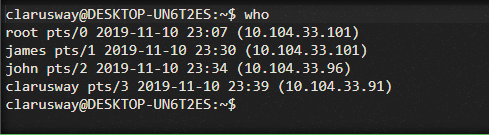 clarusway@DESKTOP-UN6T2ES:~$ who
root pts/0 2019-11-10 23:07 (10.104.33.101)
james pts/1 2019-11-10 23:30 (10.104.33.101)
john pts/2 2019-11-10 23:34 (10.104.33.96)
clarusway pts/3 2019-11-10 23:39 (10.104.33.91)
clarusway@DESKTOP-UN6T2ES:~$